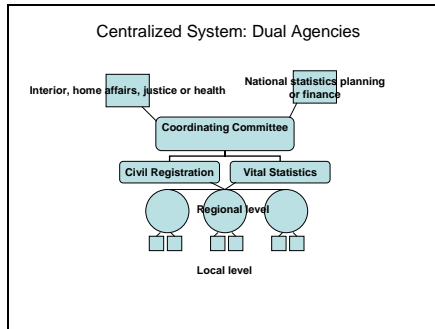 Centralized System: Dual Agencies
Interior, home affairs, justice or health
National statistics planning
or finance
Coordinating Committee
Civil Registration
Vital Statistics
Regional level
Local level